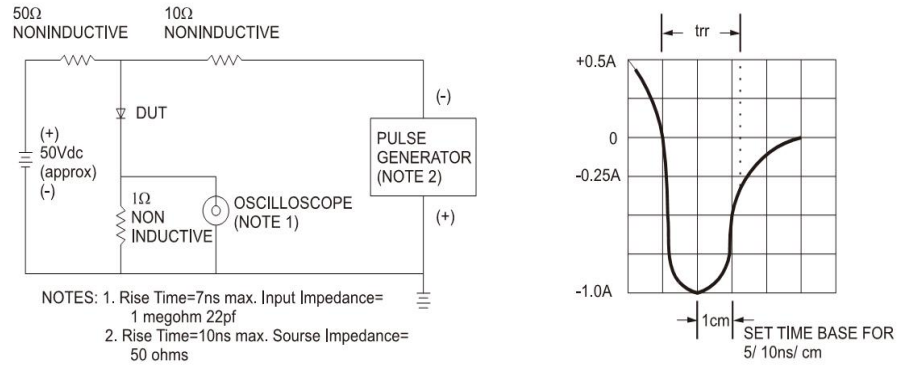 50Ω
NONINDUCTIVE
10Ω
NONINDUCTIVE
DUT
(+)
50Vdc
(approx)
(-)
1Ω
NON
INDUCTIVE
OSCILLOSCOPE
(NOTE 1)
(-)
PULSE
GENERATOR
(NOTE 2)
(+)
NOTES: 1. Rise Time=7ns max. Input Impedance=
1 megohm 22pf
2. Rise Time=10ns max. Sourse Impedance=
50 ohms
trr
+0.5A
0
-0.25A
-1.0A
1cm
SET TIME BASE FOR
5/ 10ns/ cm